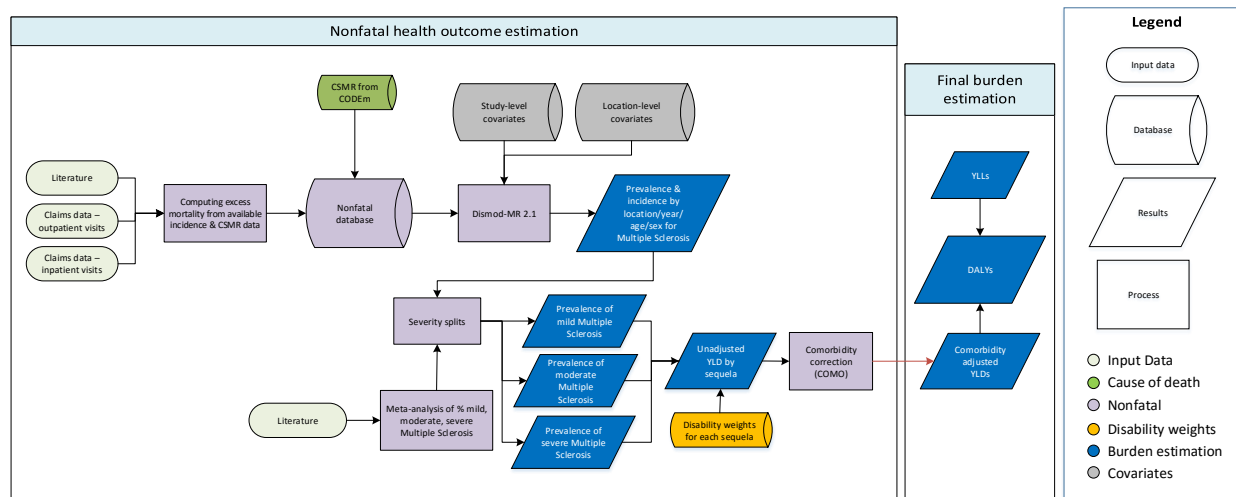 Nonfatal health outcome estimation
CSMR from
CODEm
Study-level
covariates
Location-level
covariates
Literature
Claims data –
outpatient visits
Claims data –
inpatient visits
Computing excess
mortality from available
incidence & CSMR data
Nonfatal
database
Dismod-MR 2.1
Prevalence &
incidence by
location/year/
age/sex for
Multiple Sclerosis
Severity splits
Literature
Meta-analysis of % mild,
moderate, severe
Multiple Sclerosis
Prevalence of
mild Multiple
Sclerosis
Prevalence of
moderate
Multiple
Sclerosis
Prevalence of
severe Multiple
Sclerosis
Unadjusted
YLD by
sequela
Disability weights
for each sequela
Comorbidity
correction
(COMO)
Final burden
estimation
YLLs
DALYs
Comorbidity
adjusted
YLDs
Legend
Input data
Database
Results
Process
Input Data
Cause of death
Nonfatal
Disability weights
Burden estimation
Covariates